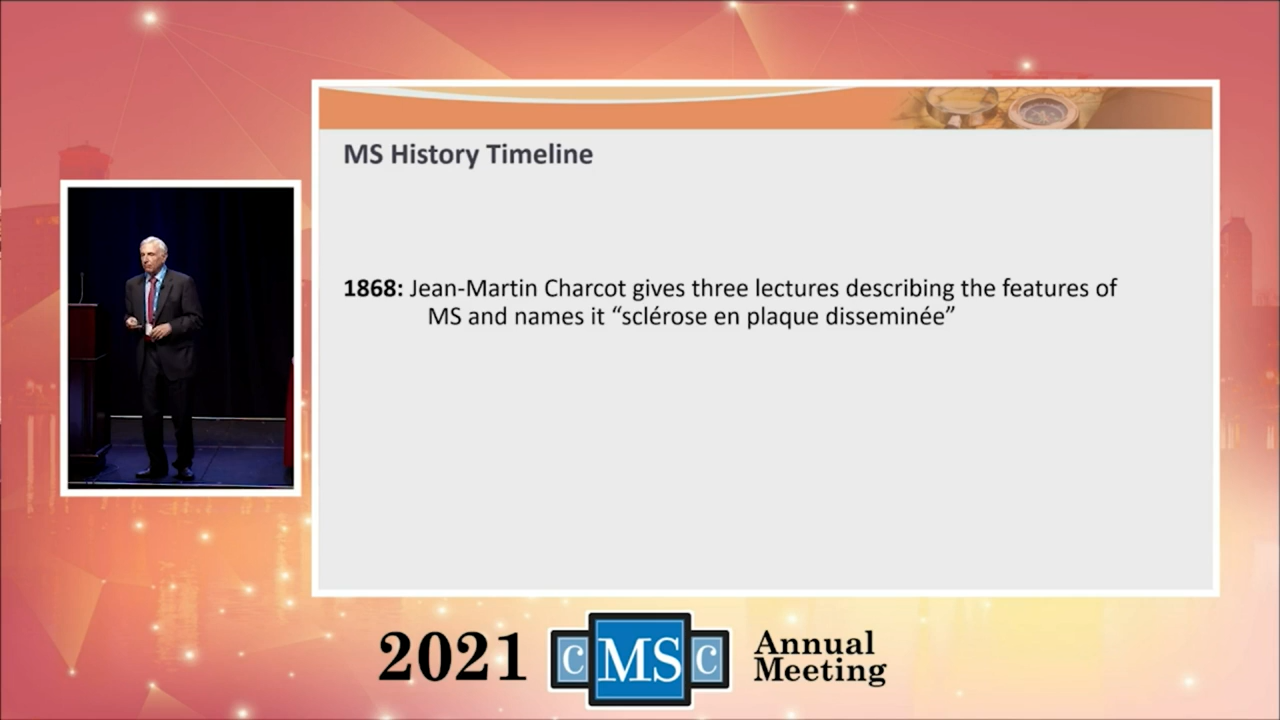 MS History Timeline
1868: Jean-Martin Charcot gives three lectures describing the features of
MS and names it “sclérose en plaque disseminée”
2021 CMSC Annual
Meeting